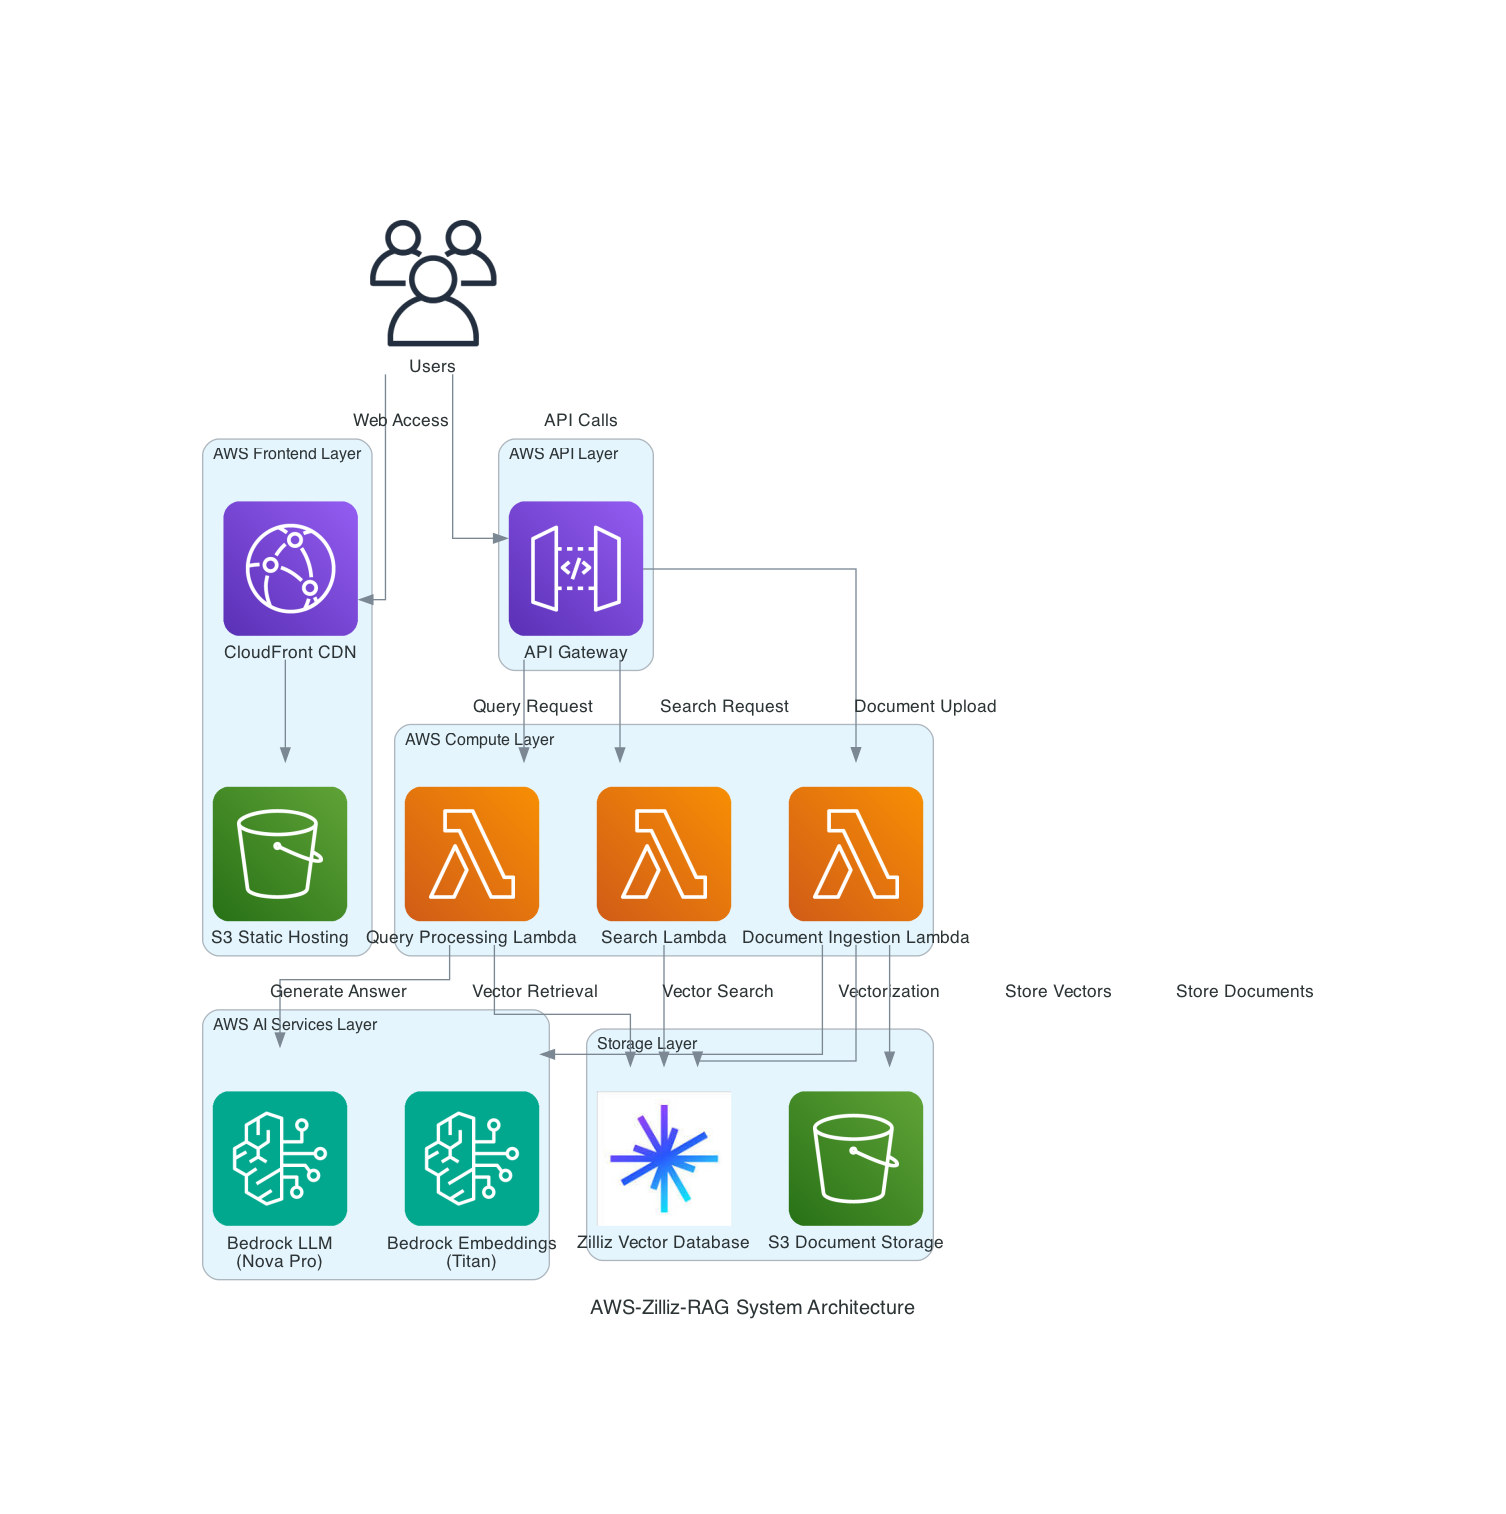 Users
Web Access
API Calls
AWS Frontend Layer
AWS API Layer
CloudFront CDN
API Gateway
Query Request
Search Request
Document Upload
AWS Compute Layer
S3 Static Hosting
Query Processing Lambda
Search Lambda
Document Ingestion Lambda
Generate Answer
Vector Retrieval
Vector Search
Vectorization
Store Vectors
Store Documents
AWS AI Services Layer
Storage Layer
Bedrock LLM
(Nova Pro)
Bedrock Embeddings
(Titan)
Zilliz Vector Database
S3 Document Storage
AWS-Zilliz-RAG System Architecture